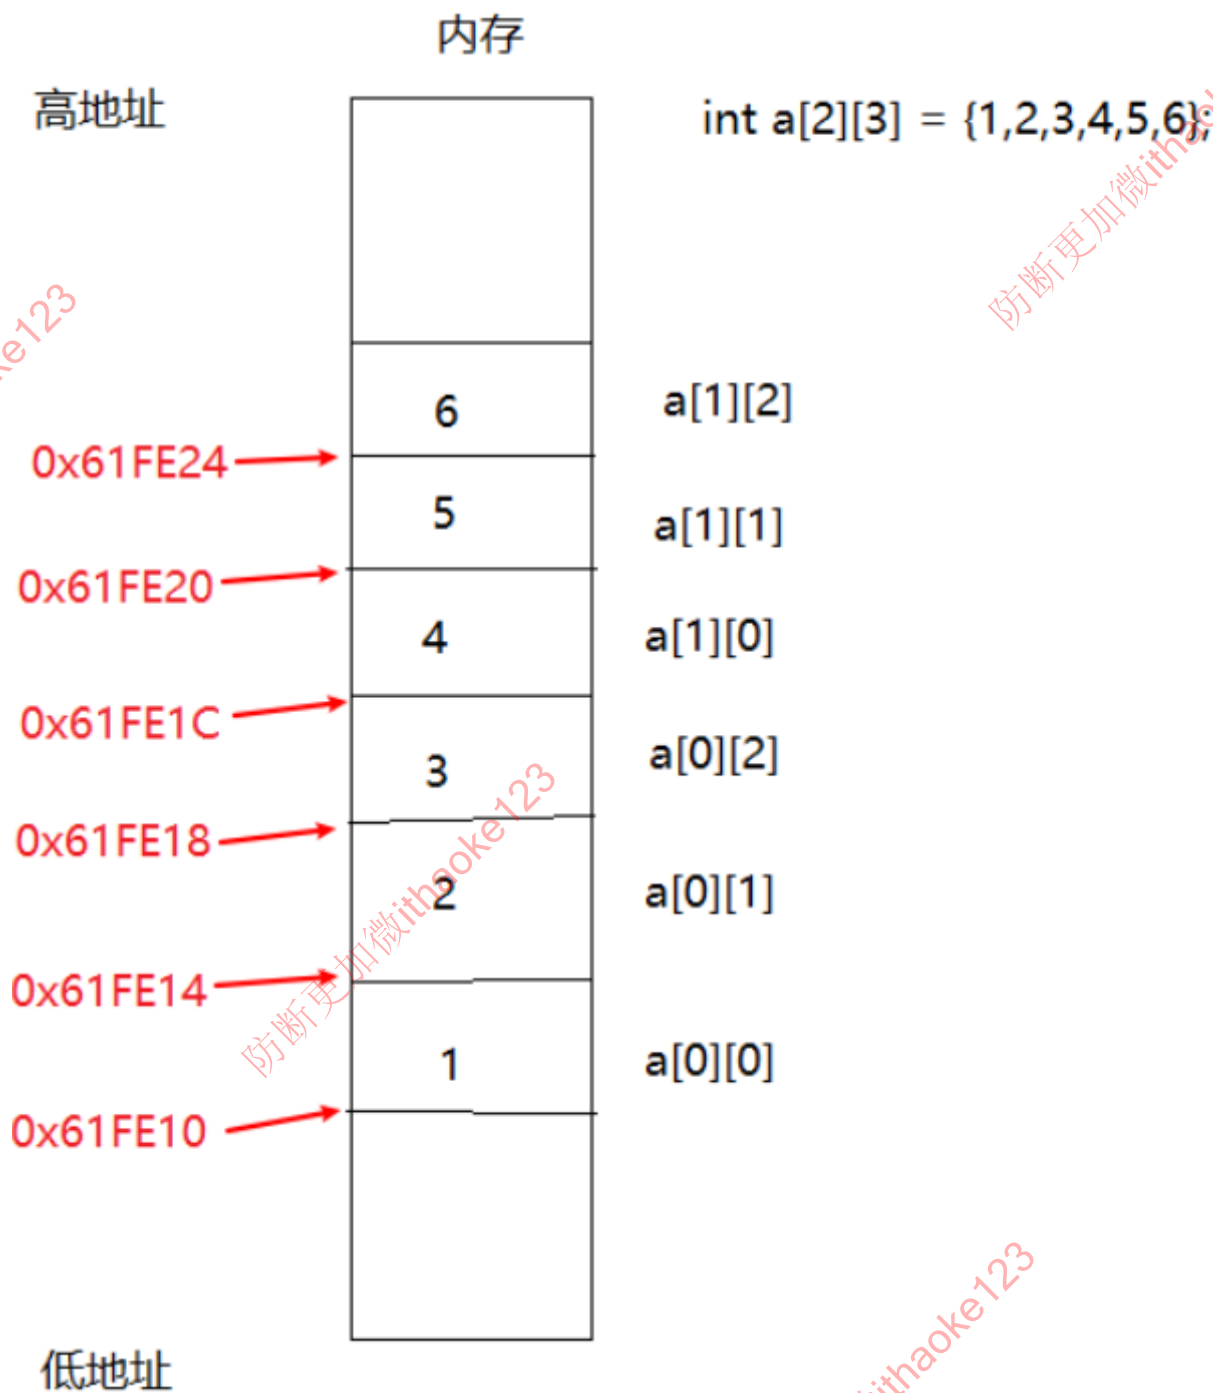 内存
高地址
int a[2][3] = {1,2,3,4,5,6};
防断更加微ithao
ke123
6
a[1][2]
0x61FE24
5
a[1][1]
0x61FE20
4
a[1][0]
0x61FE1C
3
a[0][2]
0x61FE18
防断更加微ithaoke123
2
a[0][1]
0x61FE14
1
a[0][0]
0x61FE10
ithaoke123
低地址